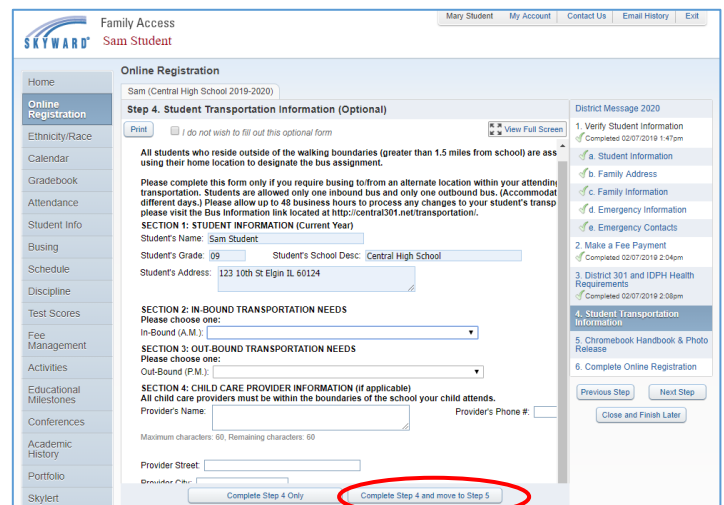 Mary Student My Account Contact Us Email History Exit
Family Access
SKYWARD® Sam Student
Home
Online Registration
Ethnicity/Race
Calendar
Gradebook
Attendance
Student Info
Busing
Schedule
Discipline
Test Scores
Fee Management
Activities
Educational Milestones
Conferences
Academic History
Portfolio
Skylert
Online Registration
Sam (Central High School 2019-2020)
Step 4. Student Transportation Information (Optional)
Print I do not wish to fill out this optional form View Full Screen
All students who reside outside of the walking boundaries (greater than 1.5 miles from school) are ass
using their home location to designate the bus assignment.
Please complete this form only if you require busing to/from an alternate location within your attending
transportation. Students are allowed only one inbound bus and only one outbound bus. (Accommodat
different days.) Please allow up to 48 business hours to process any changes to your student's transp
please visit the Bus Information link located at http://central301.net/transportation/.
SECTION 1: STUDENT INFORMATION (Current Year)
Student's Name: Sam Student
Student's Grade: 09 Student's School Desc: Central High School
Student's Address: 123 10th St Elgin IL 60124
SECTION 2: IN-BOUND TRANSPORTATION NEEDS
Please choose one:
In-Bound (A.M.):
SECTION 3: OUT-BOUND TRANSPORTATION NEEDS
Please choose one:
Out-Bound (P.M.):
SECTION 4: CHILD CARE PROVIDER INFORMATION (if applicable)
All child care providers must be within the boundaries of the school your child attends.
Provider's Name: Provider's Phone #:
Maximum characters: 60, Remaining characters: 60
Provider Street:
Provider City:
Complete Step 4 Only Complete Step 4 and move to Step 5
District Message 2020
1. Verify Student Information
Completed 02/07/2019 1:47pm
a. Student Information
b. Family Address
c. Family Information
d. Emergency Information
e. Emergency Contacts
2. Make a Fee Payment
Completed 02/07/2019 2:04pm
3. District 301 and IDPH Health
Requirements
Completed 02/07/2019 2:08pm
4. Student Transportation
Information
5. Chromebook Handbook & Photo
Release
6. Complete Online Registration
Previous Step Next Step
Close and Finish Later